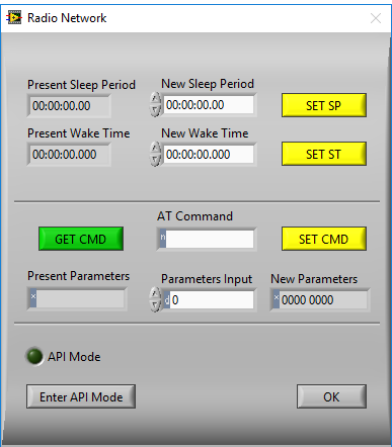 Radio Network
Present Sleep Period New Sleep Period
00:00:00.00 00:00:00.00 SET SP
Present Wake Time New Wake Time
00:00:00.000 00:00:00.000 SET ST
AT Command
GET CMD n SET CMD
Present Parameters Parameters Input New Parameters
x d 0 x 0000 0000
API Mode
Enter API Mode OK